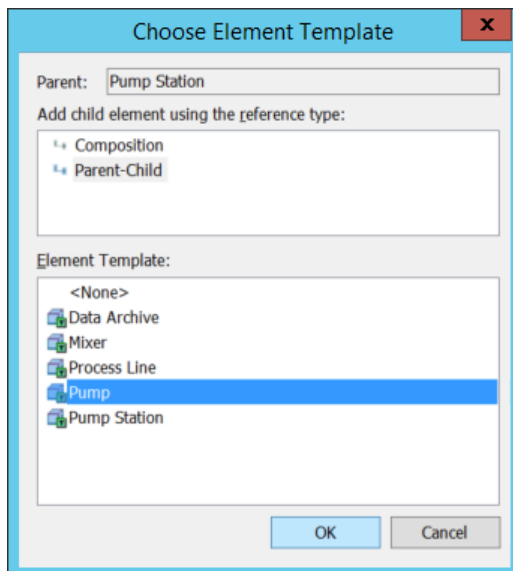 Choose Element Template
x
Parent: Pump Station
Add child element using the reference type:
Composition
Parent-Child
Element Template:
<None>
Data Archive
Mixer
Process Line
Pump
Pump Station
OK Cancel